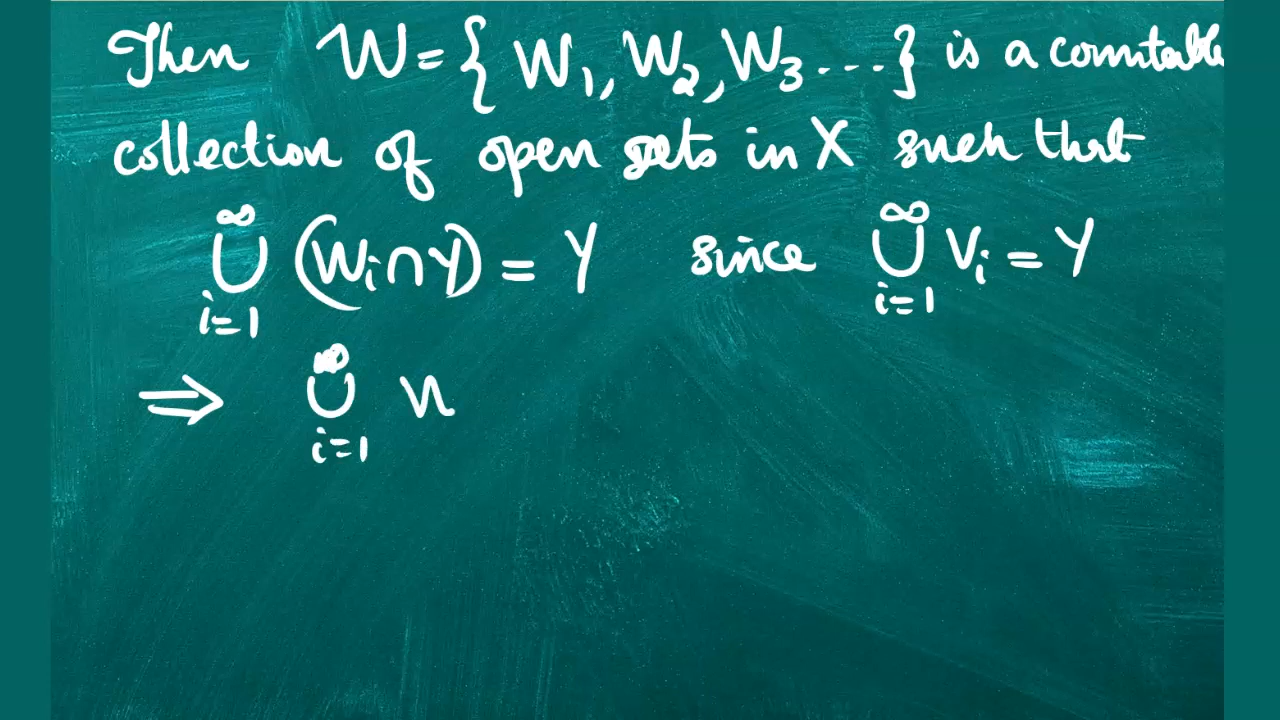 Then W = { W₁, W₂, W₃ ---- } is a countable
collection of open sets in X such that
∞ ⋃ i=1 (Wᵢ ∩ Y) = Y since ∞ ⋃ i=1 Vᵢ = Y
⇒ ∞ ⋃ i=1